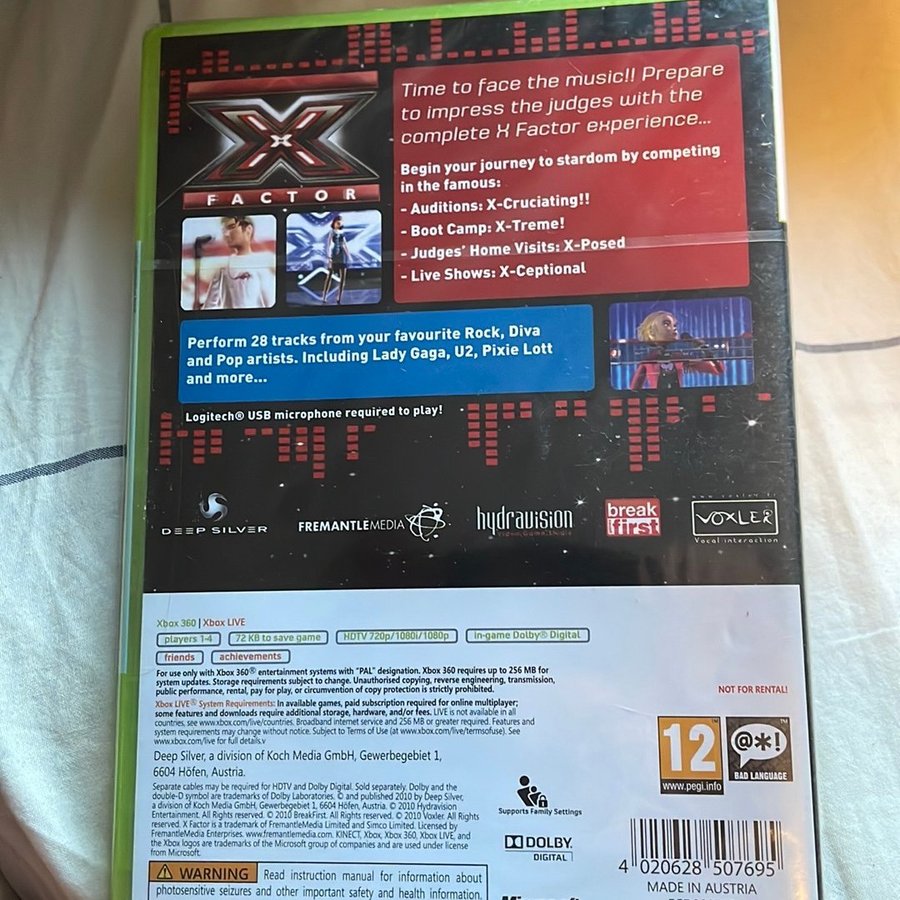 X
FACTOR
Time to face the music!! Prepare
to impress the judges with the
complete X Factor experience...
Begin your journey to stardom by competing
in the famous:
- Auditions: X-Cruciating!!
- Boot Camp: X-Treme!
- Judges' Home Visits: X-Posed
- Live Shows: X-Ceptional
Perform 28 tracks from your favourite Rock, Diva
and Pop artists. Including Lady Gaga, U2, Pixie Lott
and more...
Logitech® USB microphone required to play!
DEEP SILVER
FREMANTLEMEDIA
hydravision
break
first
VOXLER
Vocal interaction
Xbox 360 | Xbox LIVE
players 1-4
72 KB to save game
HDTV 720p/1080i/1080p
in-game Dolby® Digital
friends
achievements
For use only with Xbox 360® entertainment systems with "PAL" designation. Xbox 360 requires up to 256 MB for
system updates. Storage requirements subject to change. Unauthorised copying, reverse engineering, transmission,
public performance, rental, pay for play, or circumvention of copy protection is strictly prohibited.
Xbox LIVE® System Requirements: In available games, paid subscription required for online multiplayer;
some features and downloads require additional storage, hardware, and/or fees. LIVE is not available in all
countries, see www.xbox.com/live/countries. Broadband internet service and 256 MB or greater required. Features and
system requirements may change without notice. Subject to Terms of Use (at www.xbox.com/live/termsofuse). See
www.xbox.com/live for full details.v
NOT FOR RENTAL!
Deep Silver, a division of Koch Media GmbH, Gewerbegebiet 1,
6604 Höfen, Austria.
Separate cables may be required for HDTV and Dolby Digital. Sold separately. Dolby and the
double-D symbol are trademarks of Dolby Laboratories. © and published 2010 by Deep Silver,
a division of Koch Media GmbH, Gewerbegebiet 1, 6604 Höfen, Austria. © 2010 Hydravision
Entertainment. All Rights reserved. © 2010 BreakFirst. All Rights reserved. © 2010 Voxler. All Rights
reserved. X Factor is a trademark of FremantleMedia Limited and Simco Limited. Licensed by
FremantleMedia Enterprises. www.fremantlemedia.com. KINECT, Xbox, Xbox 360, Xbox LIVE, and
the Xbox logos are trademarks of the Microsoft group of companies and are used under license
from Microsoft.
WARNING Read instruction manual for information about
photosensitive seizures and other important safety and health information.
Supports Family Settings
DOLBY
DIGITAL
12
www.pegi.info
@*!
BAD LANGUAGE
4 020628 507695
MADE IN AUSTRIA